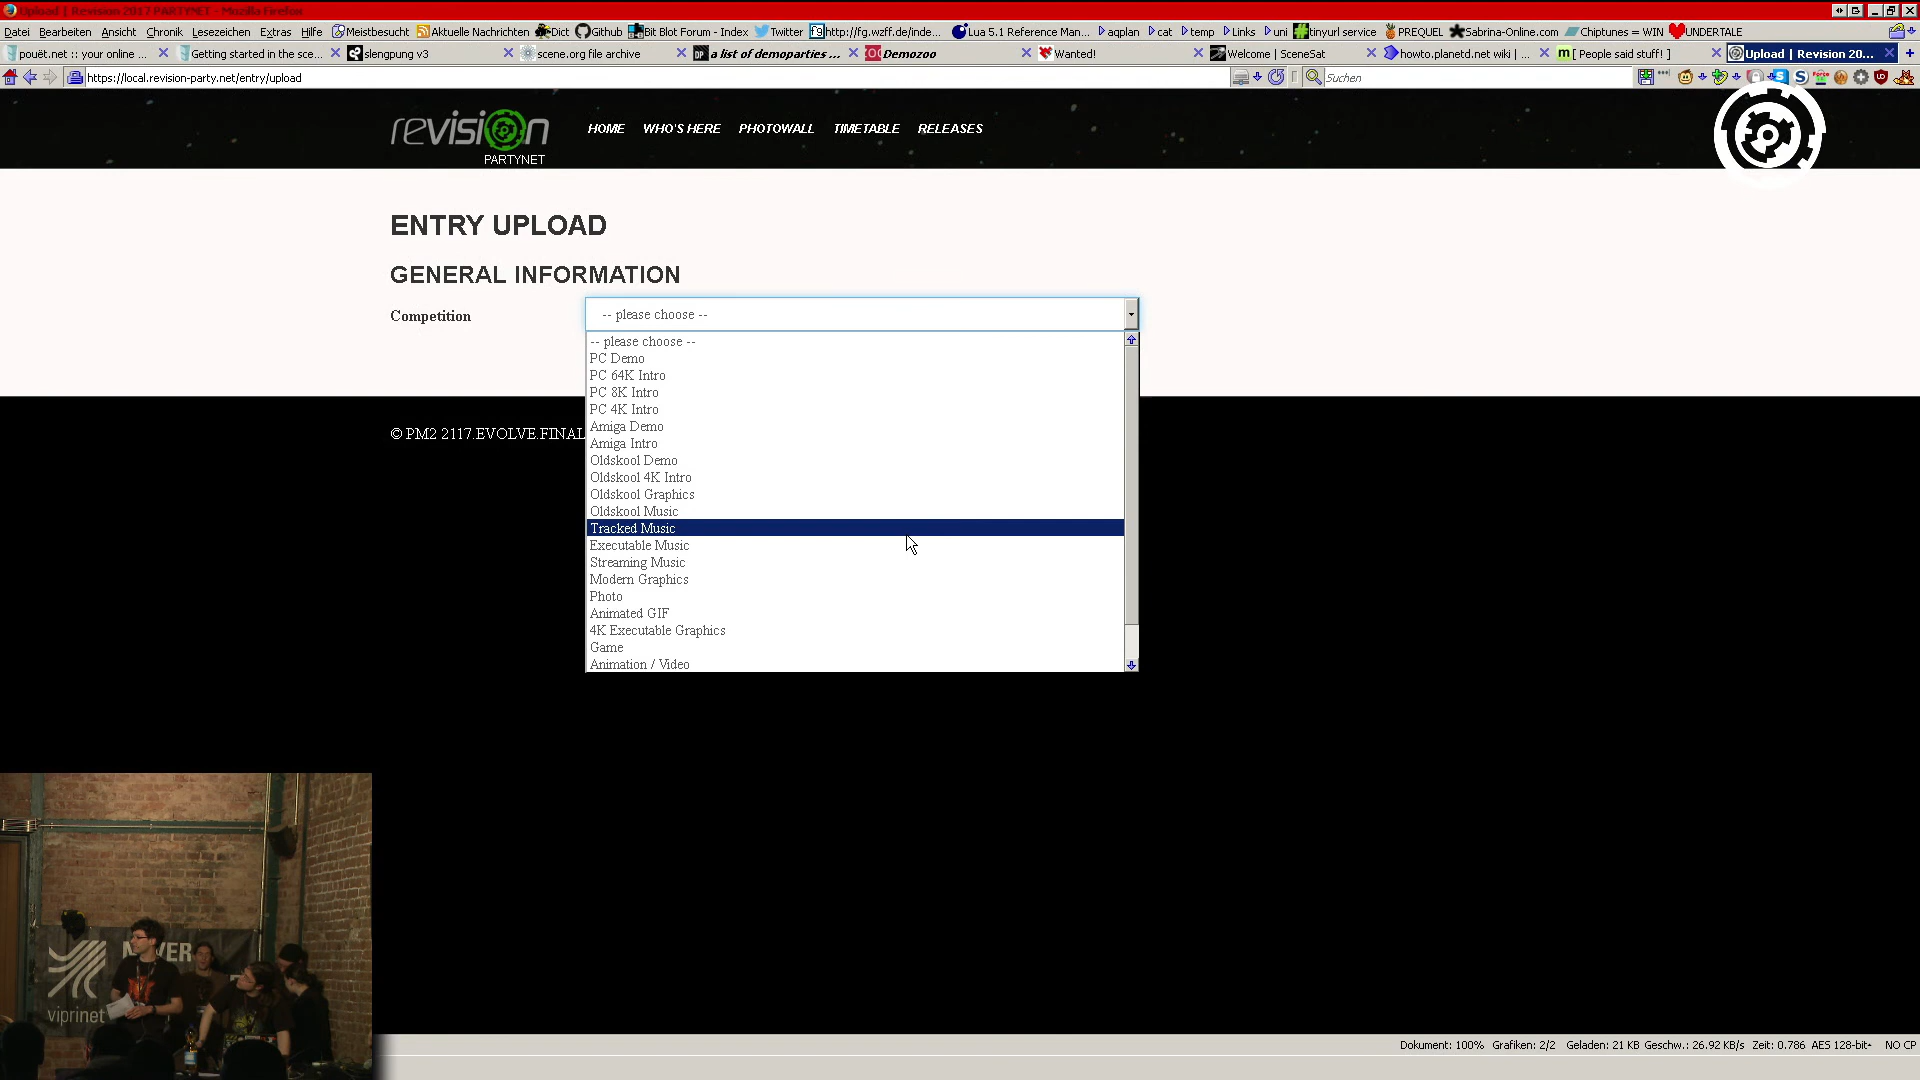 Upload | Revision 2017 PARTYNET - Mozilla Firefox
Datei Bearbeiten Ansicht Chronik Lesezeichen Extras Hilfe Meistbesucht Aktuelle Nachrichten Dict Github Bit Blot Forum - Index Twitter http://fg.wzff.de/inde... Lua 5.1 Reference Man... aqplan cat temp Links uni tinyurl service PREQUEL Sabrina-Online.com Chiptunes = WIN UNDERTALE
pouët.net :: your online ... Getting started in the sce... slengpung v3 scene.org file archive a list of demoparties ... Demozoo Wanted! Welcome | SceneSat howto.planetd.net wiki | ... [ People said stuff! ] Upload | Revision 20...
https://local.revision-party.net/entry/upload Suchen
revision PARTYNET
HOME WHO'S HERE PHOTOWALL TIMETABLE RELEASES
ENTRY UPLOAD
GENERAL INFORMATION
Competition -- please choose --
-- please choose --
PC Demo
PC 64K Intro
PC 8K Intro
PC 4K Intro
Amiga Demo
Amiga Intro
Oldskool Demo
Oldskool 4K Intro
Oldskool Graphics
Oldskool Music
Tracked Music
Executable Music
Streaming Music
Modern Graphics
Photo
Animated GIF
4K Executable Graphics
Game
Animation / Video
© PM2 2117.EVOLVE.FINAL
viprinet
Dokument: 100% Grafiken: 2/2 Geladen: 21 KB Geschw.: 26.92 KB/s Zeit: 0.786 AES 128-bit NO CP